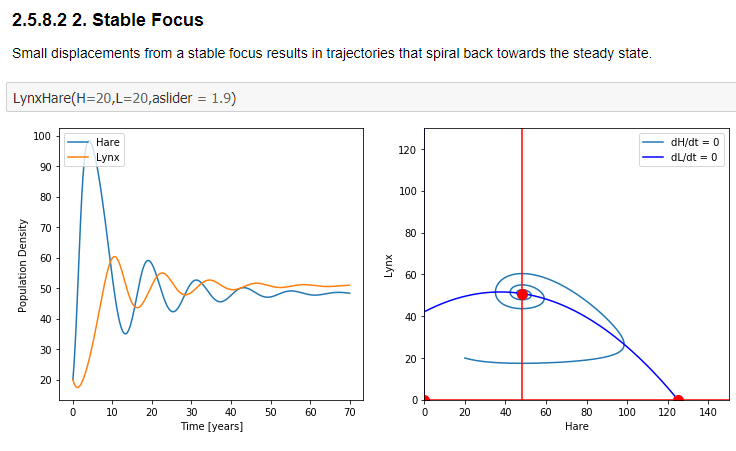 2.5.8.2 2. Stable Focus
Small displacements from a stable focus results in trajectories that spiral back towards the steady state.
LynxHare(H=20,L=20,aslider = 1.9)
Hare
Lynx
100
90
80
70
60
50
40
30
20
Population Density
0 10 20 30 40 50 60 70
Time [years]
dH/dt = 0
dL/dt = 0
120
100
80
60
40
20
0
Lynx
0 20 40 60 80 100 120 140
Hare